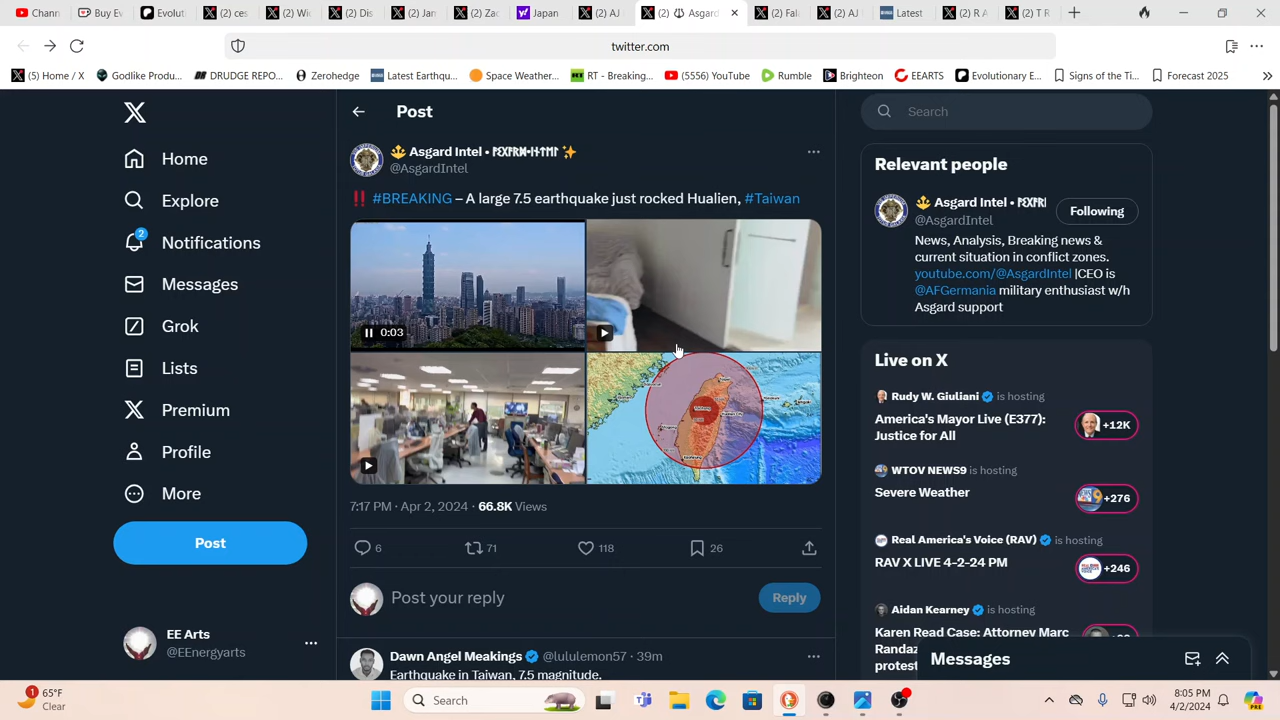 (2) Chann
Buy Ev
Evolut
(2) ces
(2) Wi
(2) Dis
(2) Jan
(2) Zac
Japan
(2) AJ
(2) Asgard
(2) Fal
(2) AJ
Latest
(2) R A
(2) T R
twitter.com
(5) Home / X
Godlike Produ...
DRUDGE REPO...
Zerohedge
Latest Earthqu...
Space Weather...
RT - Breaking...
(5556) YouTube
Rumble
Brighteon
EEARTS
Evolutionary E...
Signs of the Ti...
Forecast 2025
Home
Explore
2
Notifications
Messages
Grok
Lists
Premium
Profile
More
Post
EE Arts
@EEnergyarts
Post
Asgard Intel •
@AsgardIntel
‼️ #BREAKING – A large 7.5 earthquake just rocked Hualien, #Taiwan
0:03
7:17 PM · Apr 2, 2024 · 66.8K Views
6
71
118
26
Post your reply
Reply
Dawn Angel Meakings @lululemon57 · 39m
Earthquake in Taiwan, 7.5 magnitude.
Search
Relevant people
Asgard Intel •
@AsgardIntel
Following
News, Analysis, Breaking news &
current situation in conflict zones.
youtube.com/@AsgardIntel |CEO is
@AFGermania military enthusiast w/h
Asgard support
Live on X
Rudy W. Giuliani is hosting
America's Mayor Live (E377):
Justice for All
+12K
WTOV NEWS9 is hosting
Severe Weather
+276
Real America's Voice (RAV) is hosting
RAV X LIVE 4-2-24 PM
+246
Aidan Kearney is hosting
Karen Read Case: Attorney Marc
Randaz
protest
Messages
1
65°F
Clear
Search
8:05 PM
4/2/2024